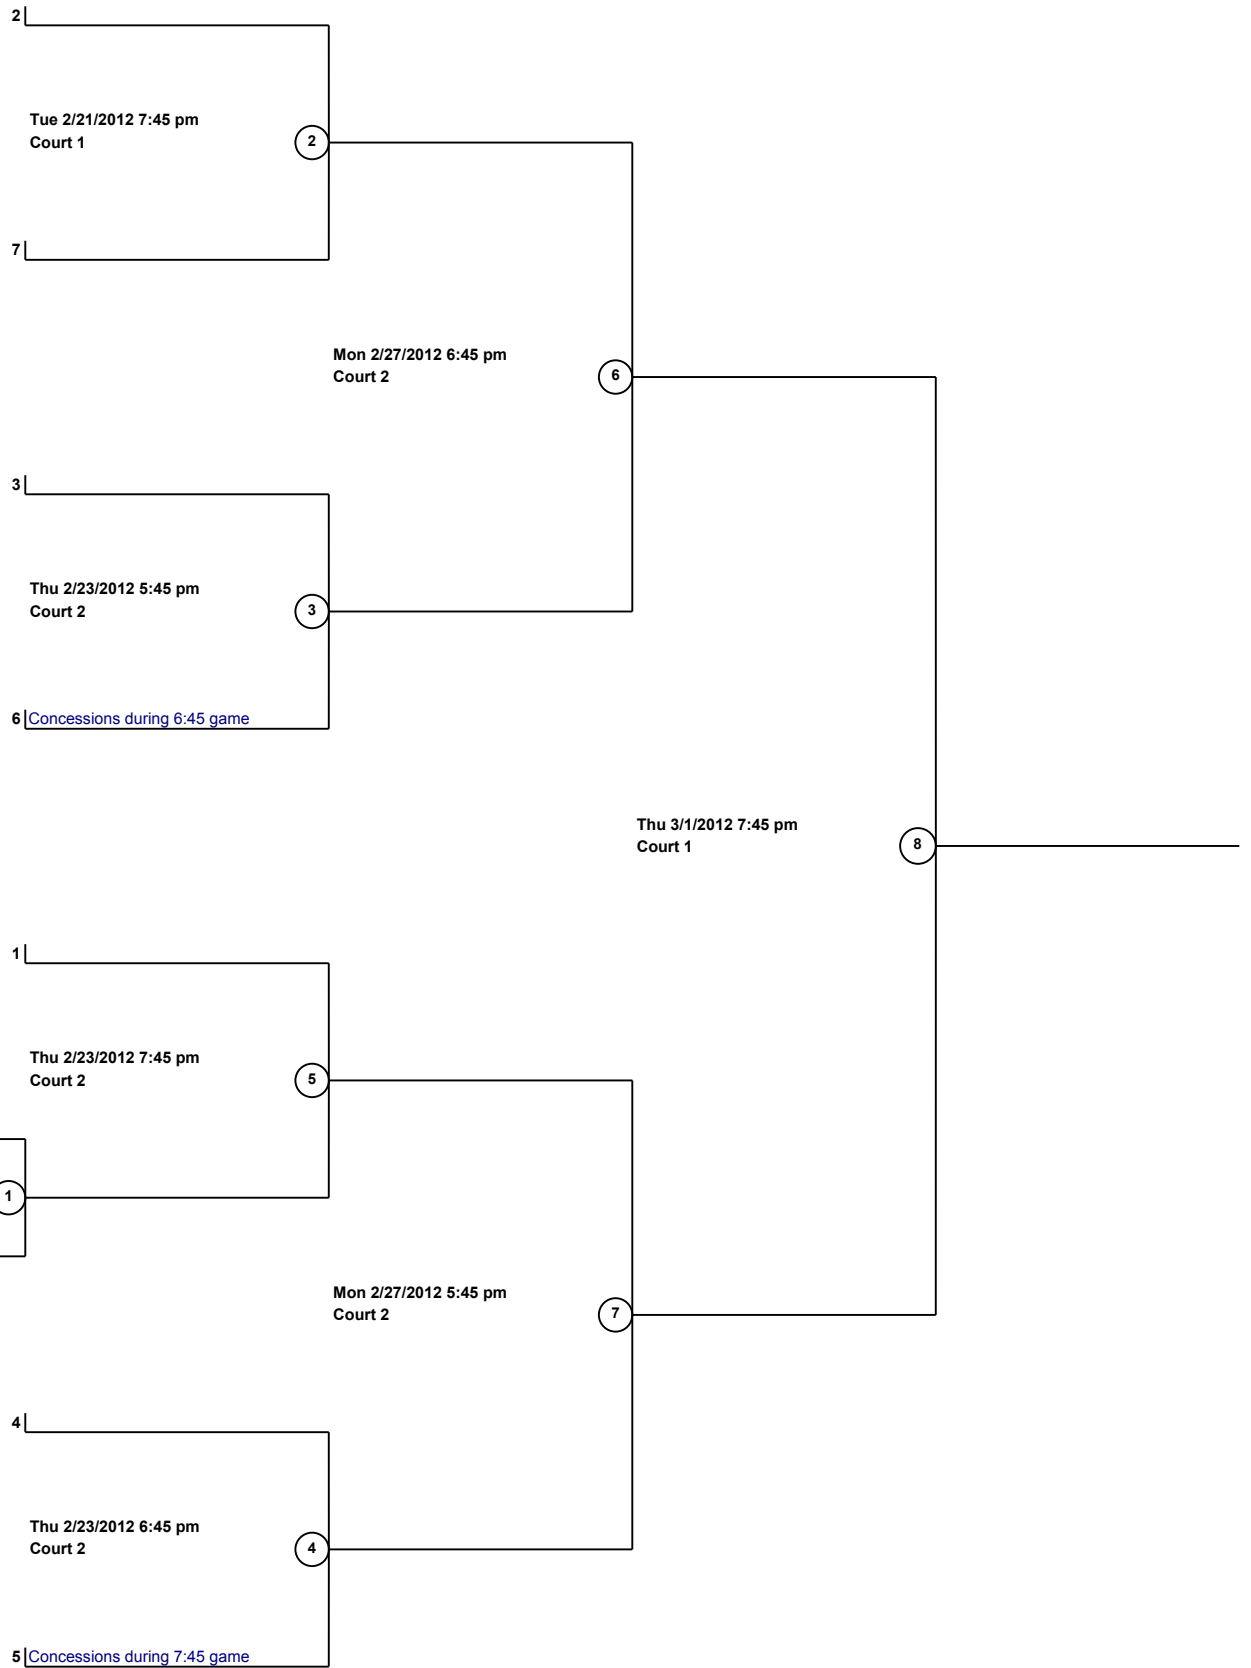 2
Tue 2/21/2012 7:45 pm
Court 1
2
7
Mon 2/27/2012 6:45 pm
Court 2
6
3
Thu 2/23/2012 5:45 pm
Court 2
3
6 Concessions during 6:45 game
Thu 3/1/2012 7:45 pm
Court 1
8
1
Thu 2/23/2012 7:45 pm
Court 2
5
1
Mon 2/27/2012 5:45 pm
Court 2
7
4
Thu 2/23/2012 6:45 pm
Court 2
4
5 Concessions during 7:45 game